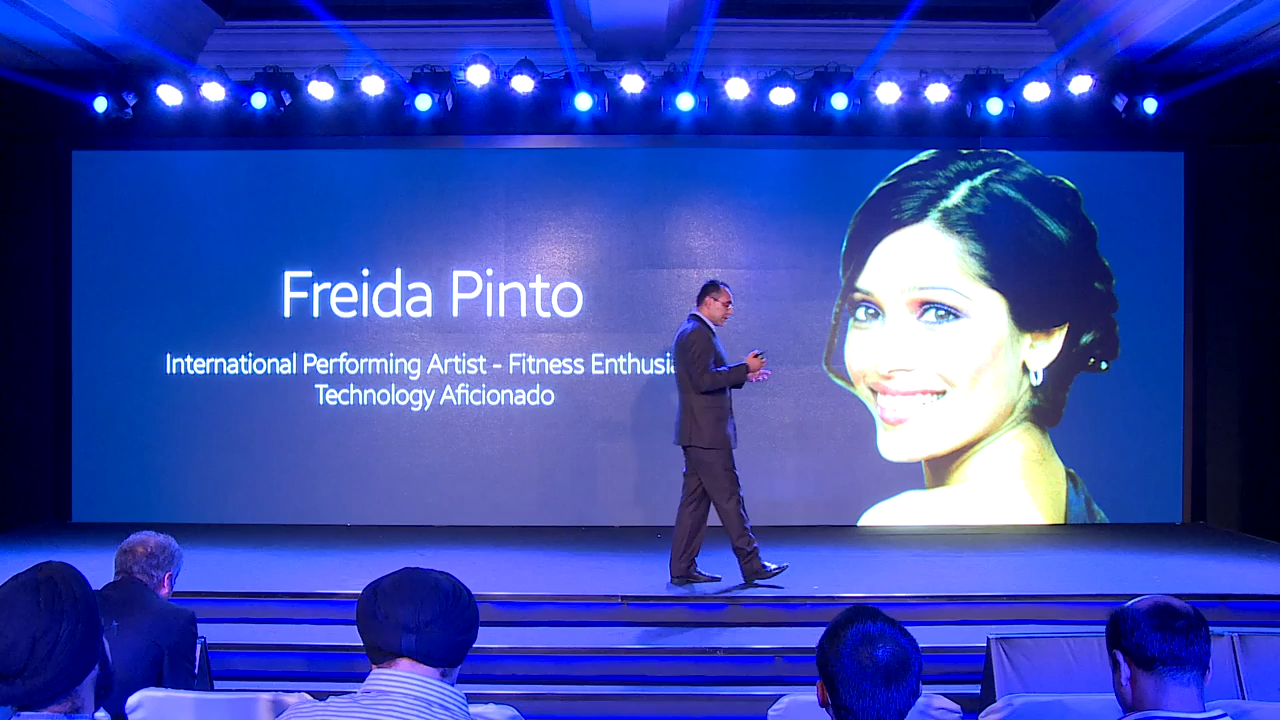 Freida Pinto
International Performing Artist - Fitness
Technology Aficionado